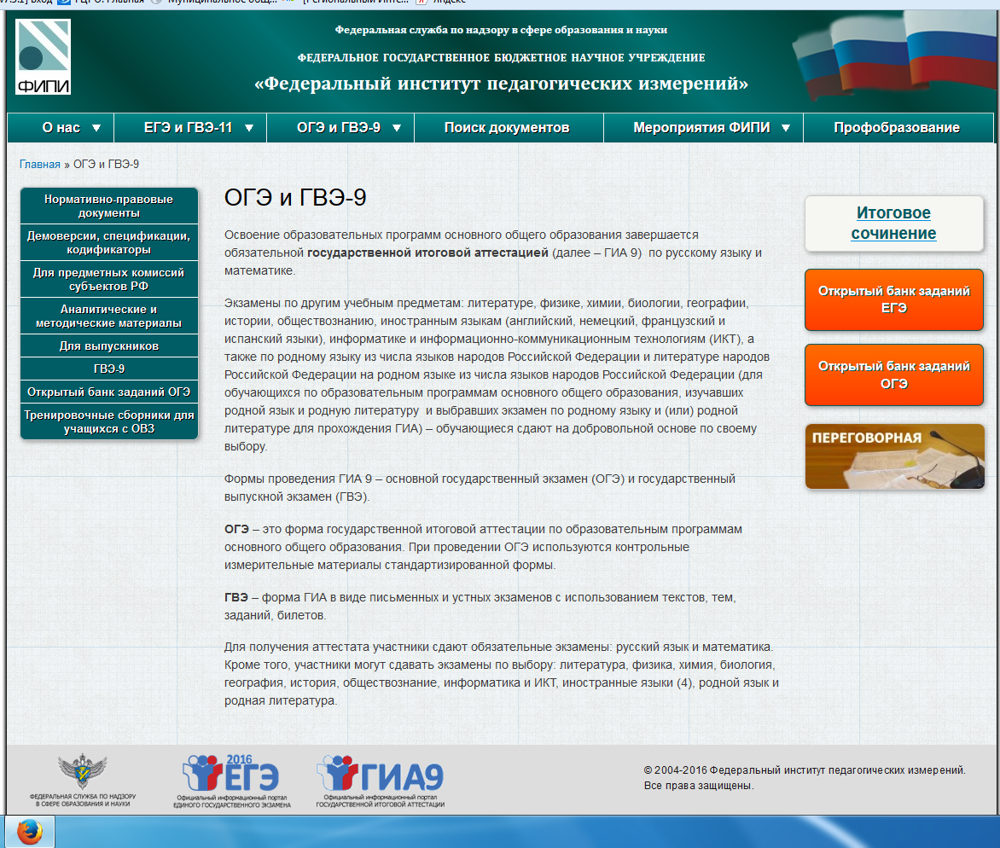 ФИПИ
Федеральная служба по надзору в сфере образования и науки
ФЕДЕРАЛЬНОЕ ГОСУДАРСТВЕННОЕ БЮДЖЕТНОЕ НАУЧНОЕ УЧРЕЖДЕНИЕ
«Федеральный институт педагогических измерений»
О нас ЕГЭ и ГВЭ-11 ОГЭ и ГВЭ-9 Поиск документов Мероприятия ФИПИ Профобразование
Главная » ОГЭ и ГВЭ-9
Нормативно-правовые
документы
Демоверсии, спецификации,
кодификаторы
Для предметных комиссий
субъектов РФ
Аналитические и
методические материалы
Для выпускников
ГВЭ-9
Открытый банк заданий ОГЭ
Тренировочные сборники для
учащихся с ОВЗ
ОГЭ и ГВЭ-9
Освоение образовательных программ основного общего образования завершается
обязательной государственной итоговой аттестацией (далее – ГИА 9) по русскому языку и
математике.
Экзамены по другим учебным предметам: литературе, физике, химии, биологии, географии,
истории, обществознанию, иностранным языкам (английский, немецкий, французский и
испанский языки), информатике и информационно-коммуникационным технологиям (ИКТ), а
также по родному языку из числа языков народов Российской Федерации и литературе народов
Российской Федерации на родном языке из числа языков народов Российской Федерации (для
обучающихся по образовательным программам основного общего образования, изучавших
родной язык и родную литературу и выбравших экзамен по родному языку и (или) родной
литературе для прохождения ГИА) – обучающиеся сдают на добровольной основе по своему
выбору.
Формы проведения ГИА 9 – основной государственный экзамен (ОГЭ) и государственный
выпускной экзамен (ГВЭ).
ОГЭ – это форма государственной итоговой аттестации по образовательным программам
основного общего образования. При проведении ОГЭ используются контрольные
измерительные материалы стандартизированной формы.
ГВЭ – форма ГИА в виде письменных и устных экзаменов с использованием текстов, тем,
заданий, билетов.
Для получения аттестата участники сдают обязательные экзамены: русский язык и математика.
Кроме того, участники могут сдавать экзамены по выбору: литература, физика, химия, биология,
география, история, обществознание, информатика и ИКТ, иностранные языки (4), родной язык и
родная литература.
Итоговое
сочинение
Открытый банк заданий
ЕГЭ
Открытый банк заданий
ОГЭ
ПЕРЕГОВОРНАЯ
ФЕДЕРАЛЬНАЯ СЛУЖБА ПО НАДЗОРУ
В СФЕРЕ ОБРАЗОВАНИЯ И НАУКИ
2016
ЕГЭ
Официальный информационный портал
ЕДИНОГО ГОСУДАРСТВЕННОГО ЭКЗАМЕНА
ГИА9
Официальный информационный портал
ГОСУДАРСТВЕННОЙ ИТОГОВОЙ АТТЕСТАЦИИ
© 2004-2016 Федеральный институт педагогических измерений.
Все права защищены.